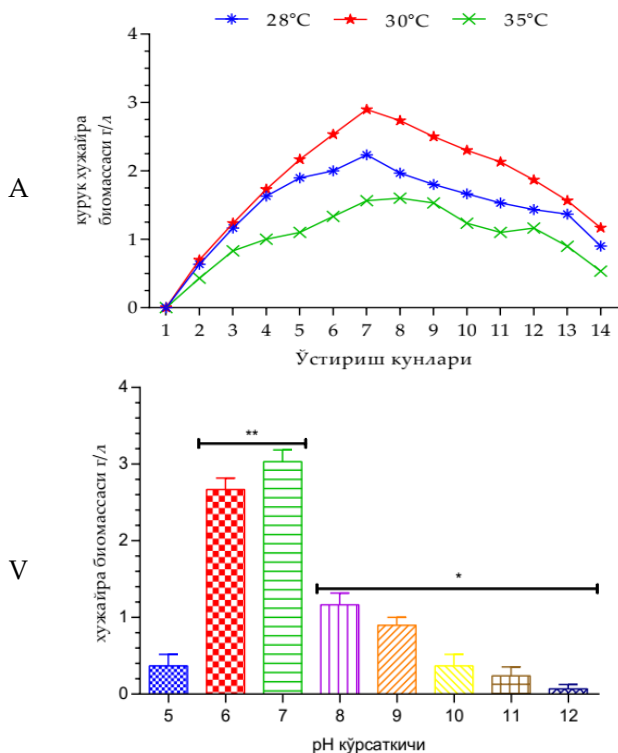 28°C 30°C 35°C
4
3
2
1
0
A
курук хужайра
биомассаси г/л
1 2 3 4 5 6 7 8 9 10 11 12 13 14
Ўстириш кунлари
4
3
2
1
0
V
хужайра биомассаси г/л
**
*
5 6 7 8 9 10 11 12
pH кўрсаткичи